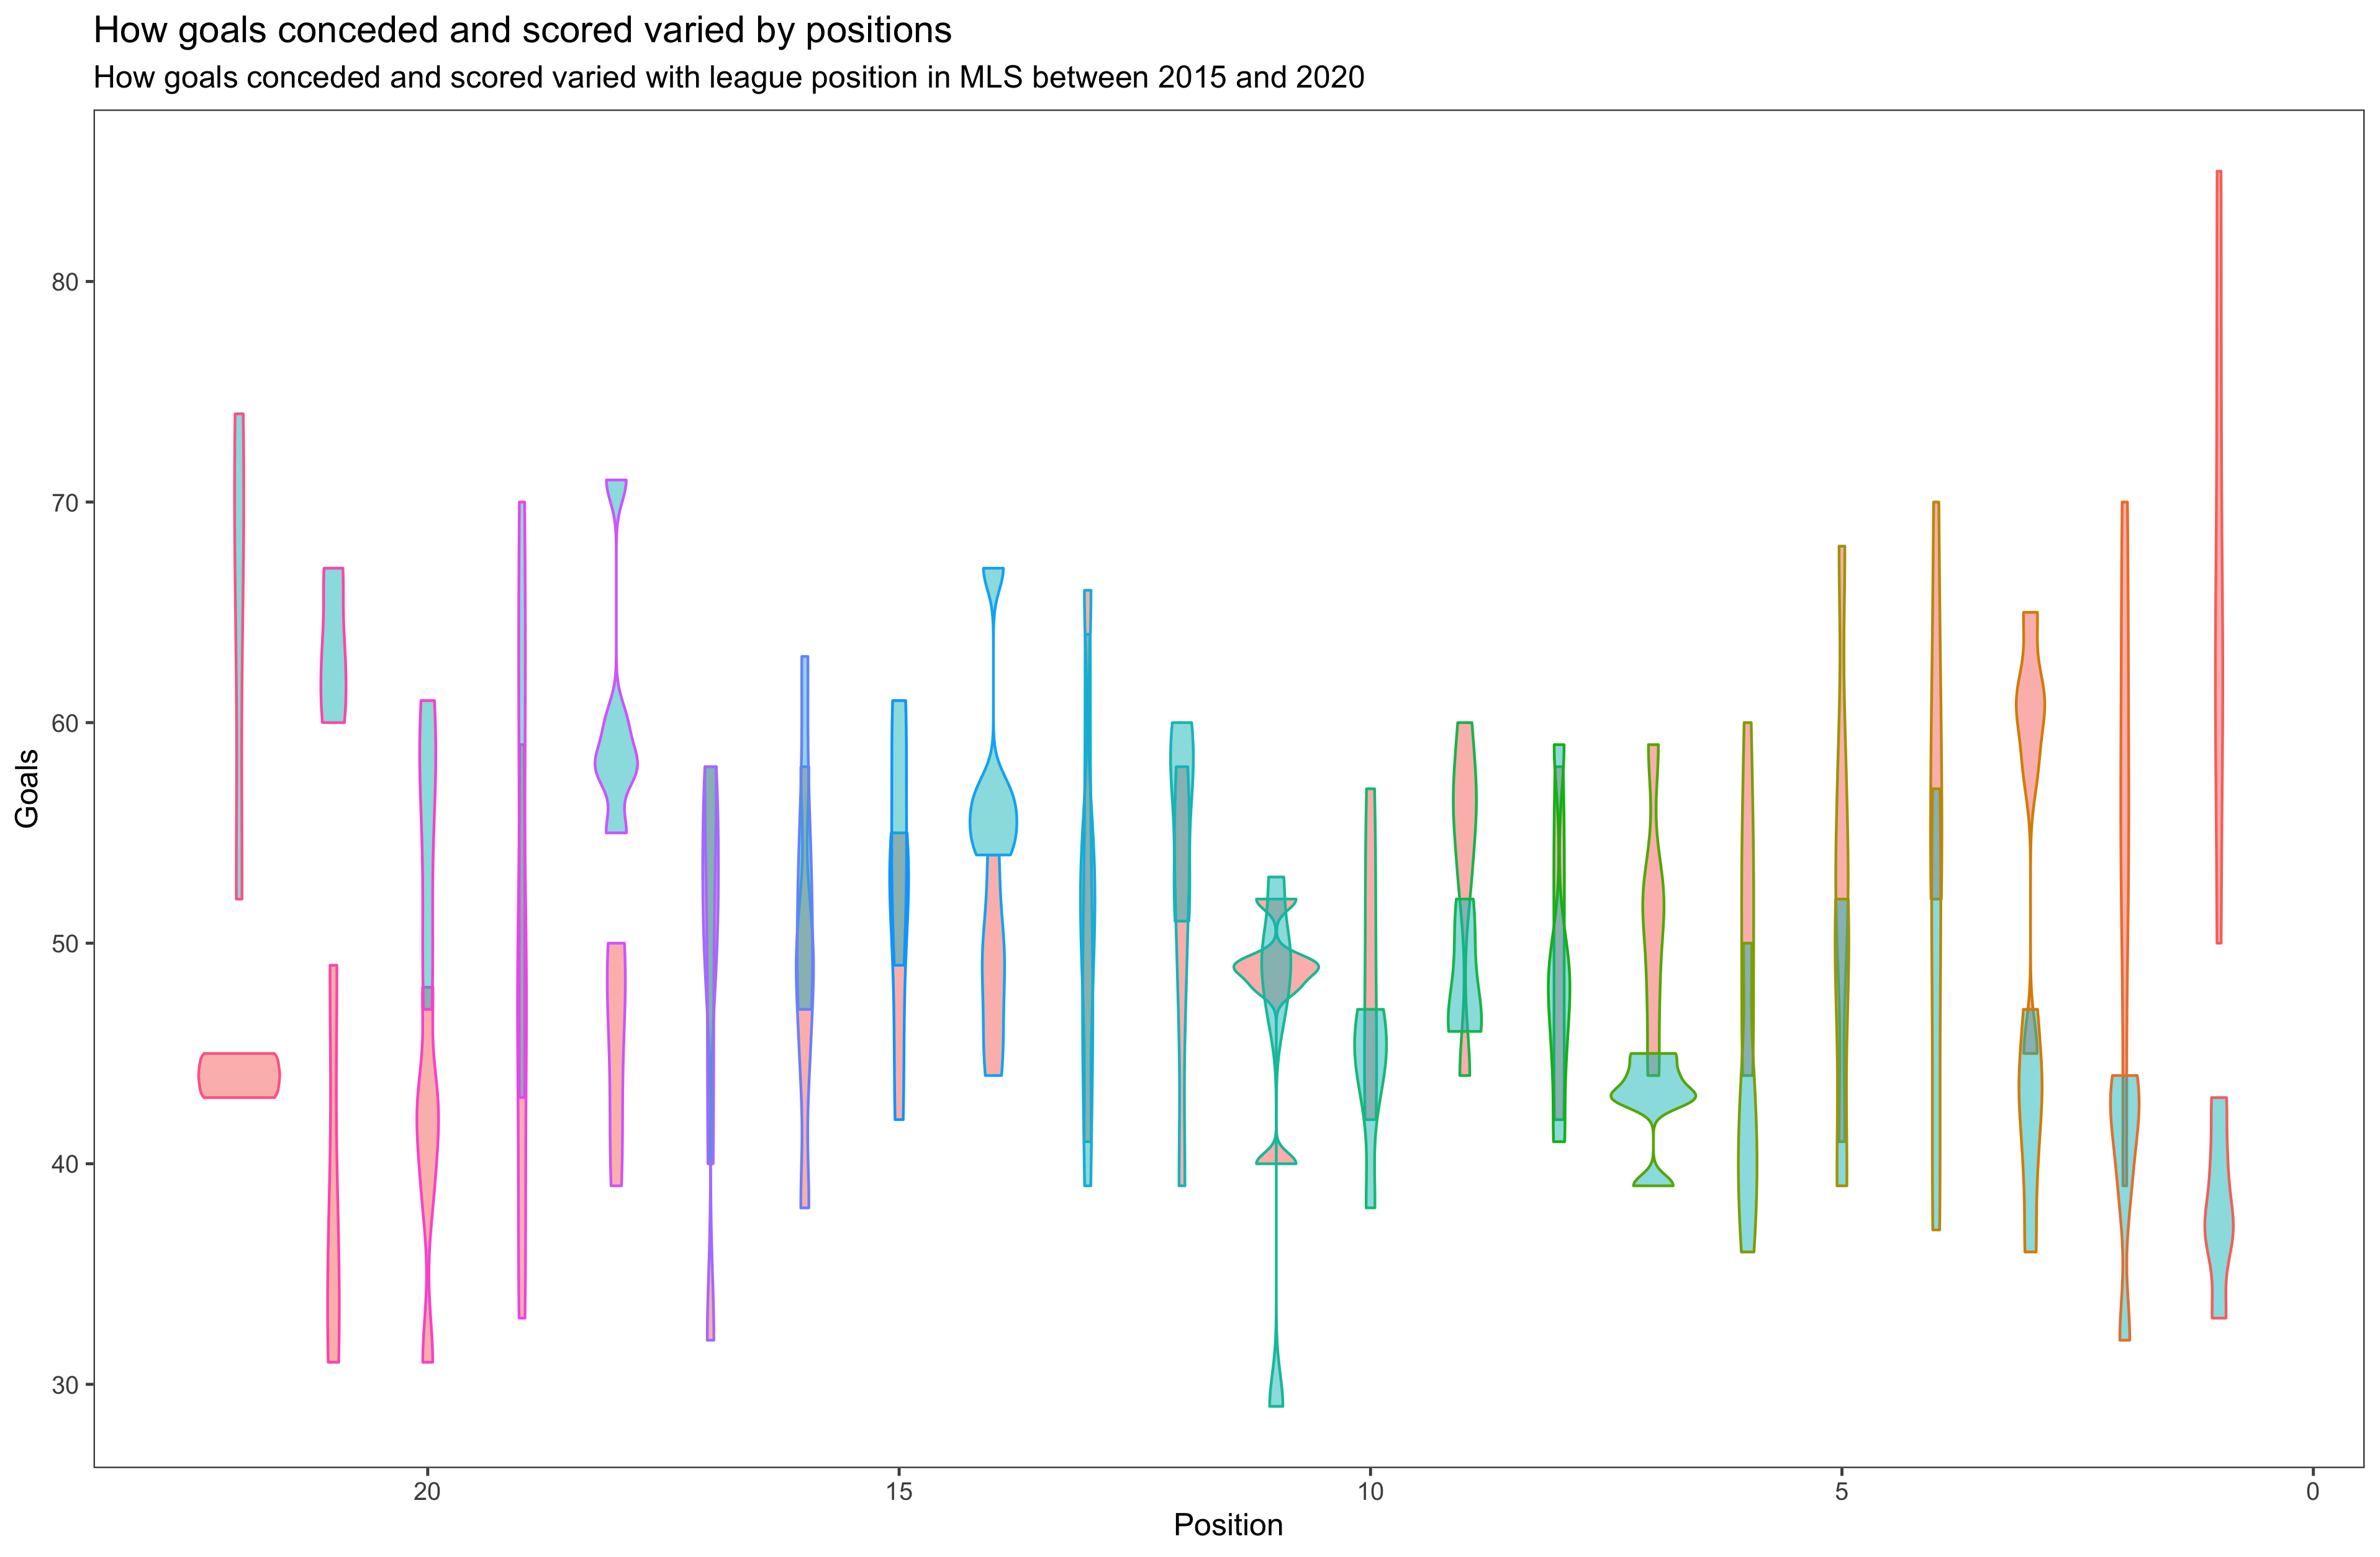 How goals conceded and scored varied by positions
How goals conceded and scored varied with league position in MLS between 2015 and 2020
80
70
60
50
40
30
Goals
20 15 10 5 0
Position